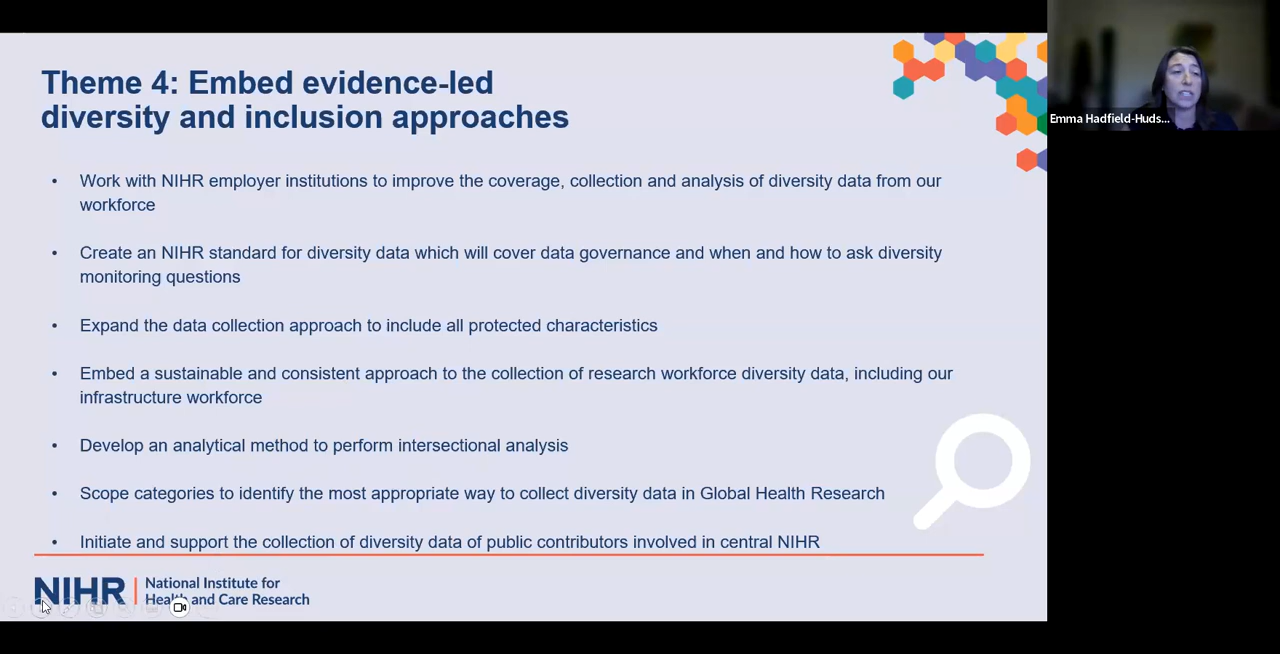 Theme 4: Embed evidence-led
diversity and inclusion approaches
• Work with NIHR employer institutions to improve the coverage, collection and analysis of diversity data from our
workforce
• Create an NIHR standard for diversity data which will cover data governance and when and how to ask diversity
monitoring questions
• Expand the data collection approach to include all protected characteristics
• Embed a sustainable and consistent approach to the collection of research workforce diversity data, including our
infrastructure workforce
• Develop an analytical method to perform intersectional analysis
• Scope categories to identify the most appropriate way to collect diversity data in Global Health Research
• Initiate and support the collection of diversity data of public contributors involved in central NIHR
NIHR | National Institute for
Health and Care Research
Emma Hadfield-Huds...